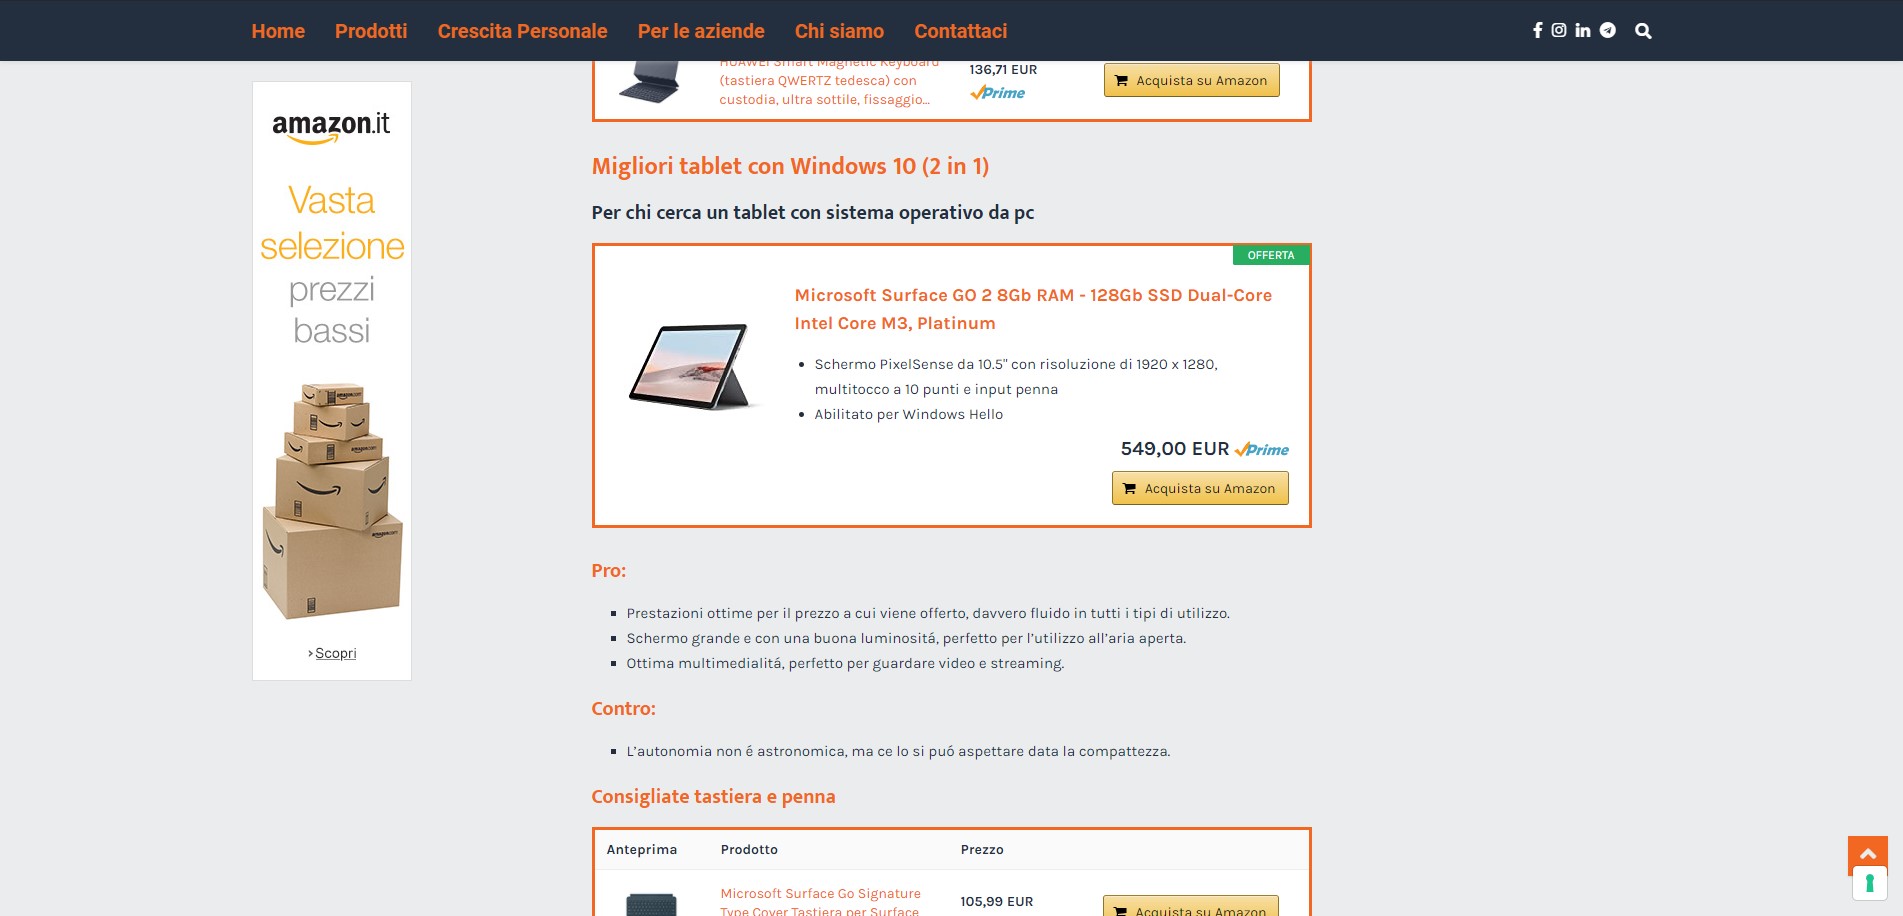 Home Prodotti Crescita Personale Per le aziende Chi siamo Contattaci
amazon.it
Vasta
selezione
prezzi
bassi
› Scopri
HUAWEI Smart Magnetic Keyboard
(tastiera QWERTZ tedesca) con
custodia, ultra sottile, fissaggio...
136,71 EUR
Prime
Acquista su Amazon
Migliori tablet con Windows 10 (2 in 1)
Per chi cerca un tablet con sistema operativo da pc
OFFERTA
Microsoft Surface GO 2 8Gb RAM - 128Gb SSD Dual-Core
Intel Core M3, Platinum
Schermo PixelSense da 10.5" con risoluzione di 1920 x 1280,
multitocco a 10 punti e input penna
Abilitato per Windows Hello
549,00 EUR Prime
Acquista su Amazon
Pro:
Prestazioni ottime per il prezzo a cui viene offerto, davvero fluido in tutti i tipi di utilizzo.
Schermo grande e con una buona luminositá, perfetto per l’utilizzo all’aria aperta.
Ottima multimedialitá, perfetto per guardare video e streaming.
Contro:
L’autonomia non é astronomica, ma ce lo si puó aspettare data la compattezza.
Consigliate tastiera e penna
Anteprima Prodotto Prezzo
Microsoft Surface Go Signature
Type Cover Tastiera per Surface
105,99 EUR
Acquista su Amazon